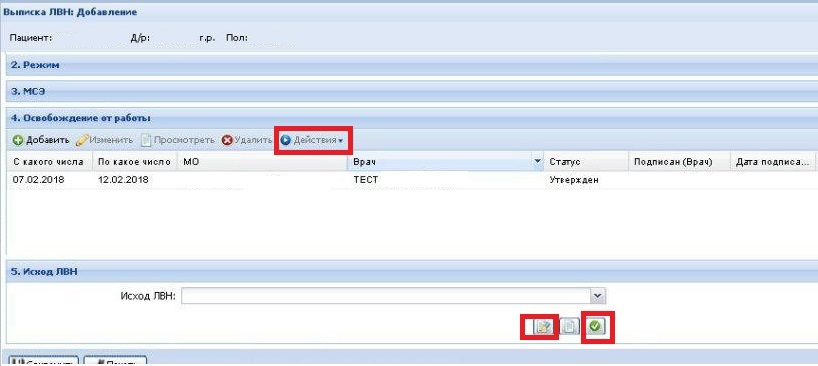 Выписка ЛВН: Добавление
Пациент: Д/р: г.р. Пол:
2. Режим
3. МСЭ
4. Освобождение от работы
Добавить Изменить Просмотреть Удалить Действия
С какого числа По какое число МО Врач Статус Подписан (Врач) Дата подписа...
07.02.2018 12.02.2018 ТЕСТ Утвержден
5. Исход ЛВН
Исход ЛВН:
Сохранить Печать